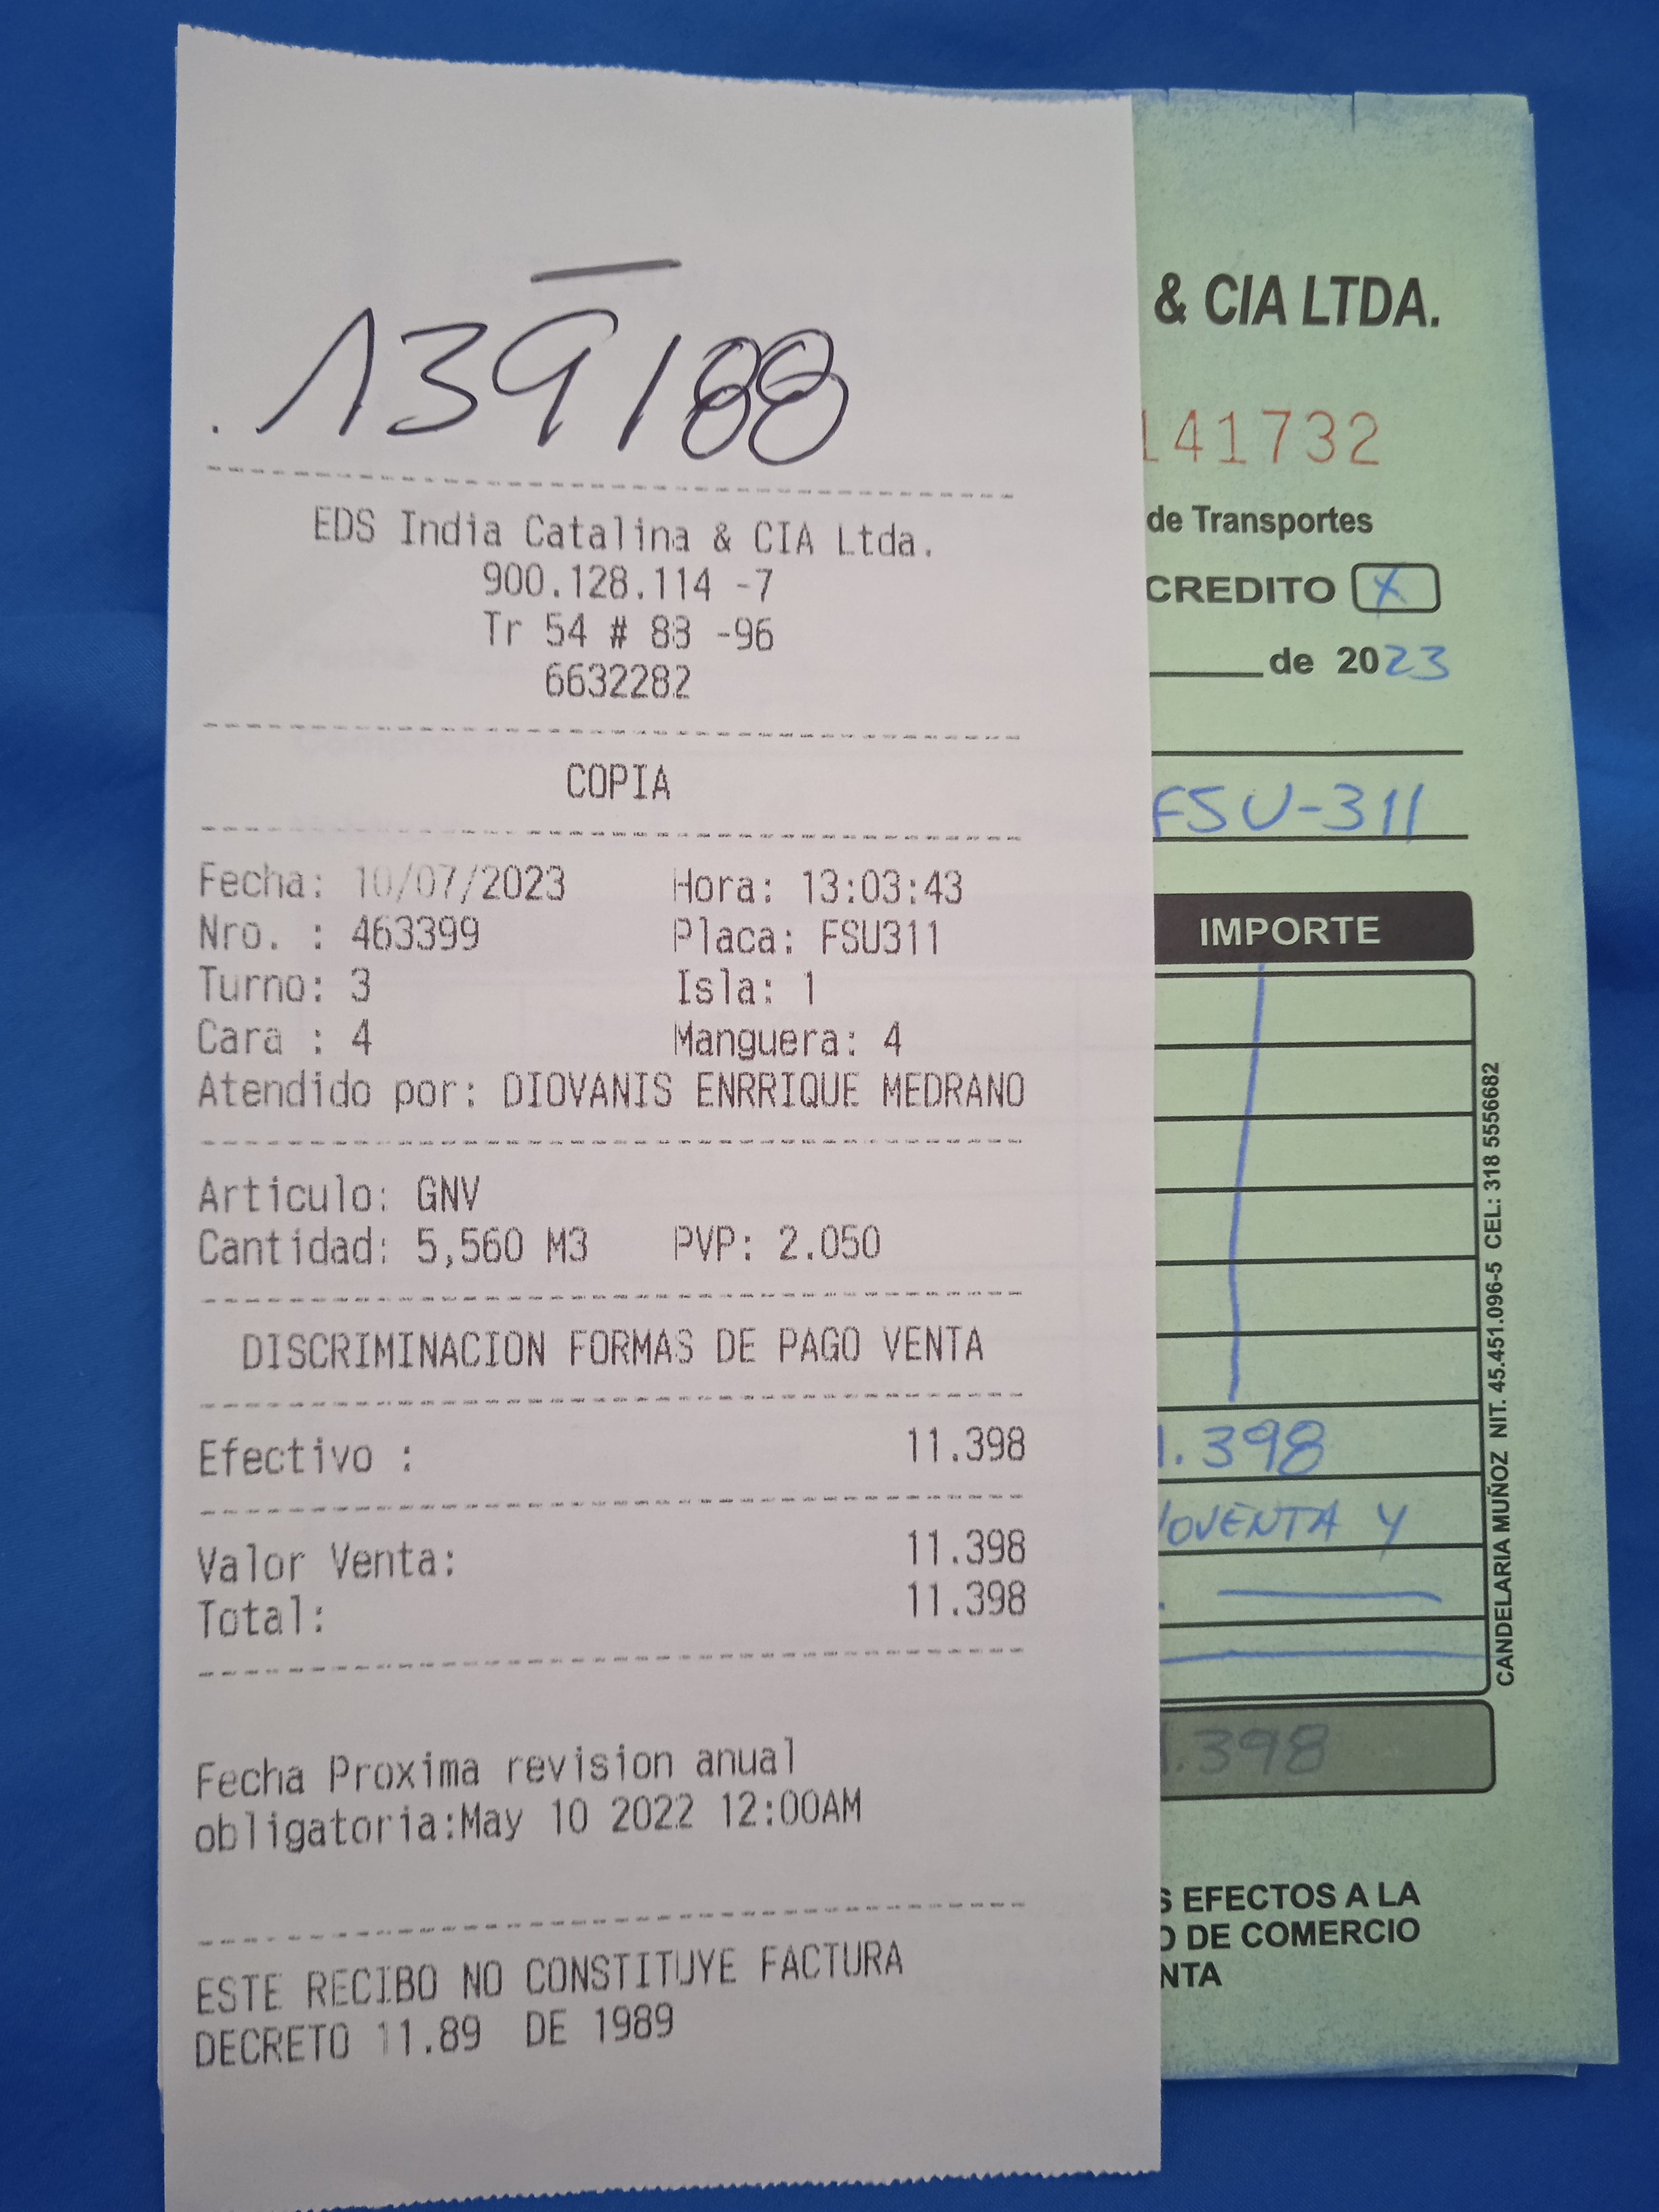 139188
EDS India Catalina & CIA Ltda.
900.128.114 -7
Tr 54 # 83 -96
6632282
COPIA
Fecha: 10/07/2023 Hora: 13:03:43
Nro. : 463399 Placa: FSU311
Turno: 3 Isla: 1
Cara : 4 Manguera: 4
Atendido por: DIOVANIS ENRRIQUE MEDRANO
Articulo: GNV
Cantidad: 5,560 M3 PVP: 2.050
DISCRIMINACION FORMAS DE PAGO VENTA
Efectivo : 11.398
Valor Venta: 11.398
Total: 11.398
Fecha Proxima revision anual
obligatoria:May 10 2022 12:00AM
ESTE RECIBO NO CONSTITUYE FACTURA
DECRETO 11.89 DE 1989
& CIA LTDA.
141732
de Transportes
CREDITO X
de 2023
FSU-311
IMPORTE
1.398
NOVENTA Y
1.398
S EFECTOS A LA
O DE COMERCIO
NTA
CANDELARIA MUÑOZ NIT. 45.451.096-5 CEL: 318 5556682